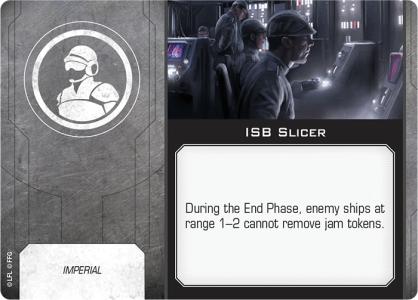 ISB SLICER
During the End Phase, enemy ships at
range 1–2 cannot remove jam tokens.
IMPERIAL
© LFL © FFG